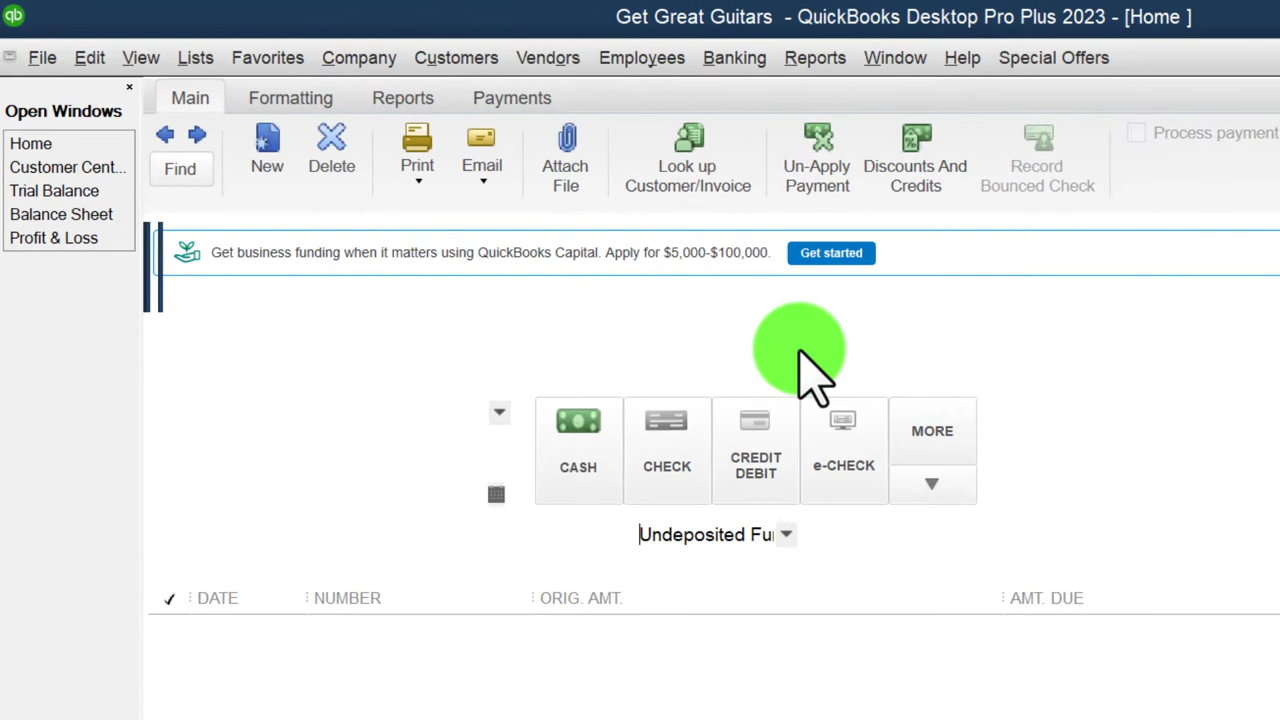 qb Get Great Guitars - QuickBooks Desktop Pro Plus 2023 - [Home ]
File Edit View Lists Favorites Company Customers Vendors Employees Banking Reports Window Help Special Offers
Open Windows
Home
Customer Cent...
Trial Balance
Balance Sheet
Profit & Loss
Main Formatting Reports Payments
Find
New
Delete
Print
Email
Attach
File
Look up
Customer/Invoice
Un-Apply
Payment
Discounts And
Credits
Record
Bounced Check
Process payment
Get business funding when it matters using QuickBooks Capital. Apply for $5,000-$100,000. Get started
CASH
CHECK
CREDIT
DEBIT
e-CHECK
MORE
Undeposited Fu
DATE NUMBER ORIG. AMT. AMT. DUE